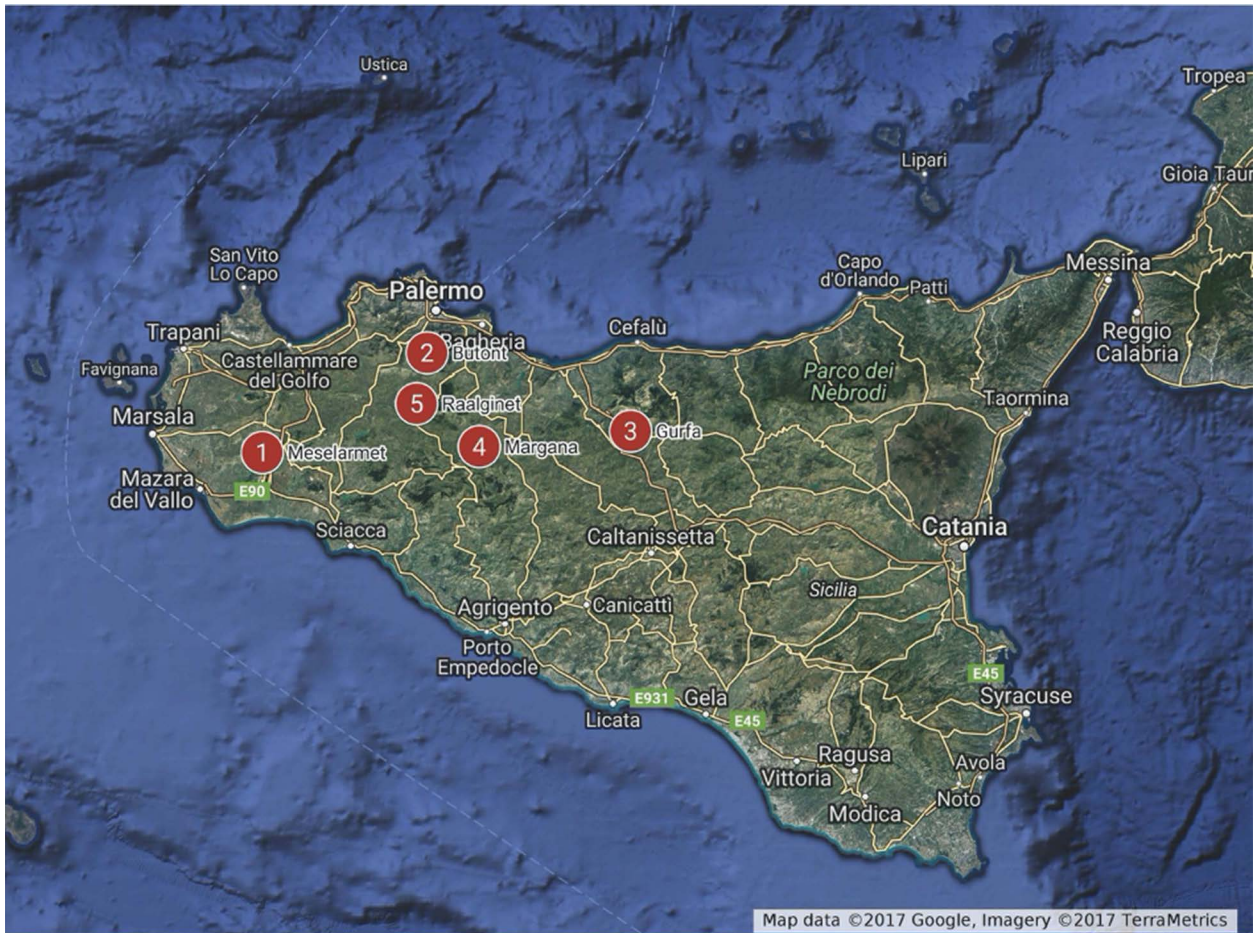 Ustica
Tropea
Lipari
Gioia Taur
San Vito
Lo Capo
Capo
d'Orlando
Patti
Messina
Palermo
Trapani
Cefalù
Reggio
Calabria
Bagheria
2
Butont
Castellammare
del Golfo
Favignana
Parco dei
Nebrodi
Taormina
Marsala
5
Raalginet
3
Gurfa
1
Meselarmet
4
Margana
Mazara
del Vallo
E90
Sciacca
Caltanissetta
Catania
Sicilia
Agrigento
Canicattì
Porto
Empedocle
E45
Syracuse
E931
Gela
Licata
E45
Ragusa
Vittoria
Avola
Noto
Modica
Map data ©2017 Google, Imagery ©2017 TerraMetrics